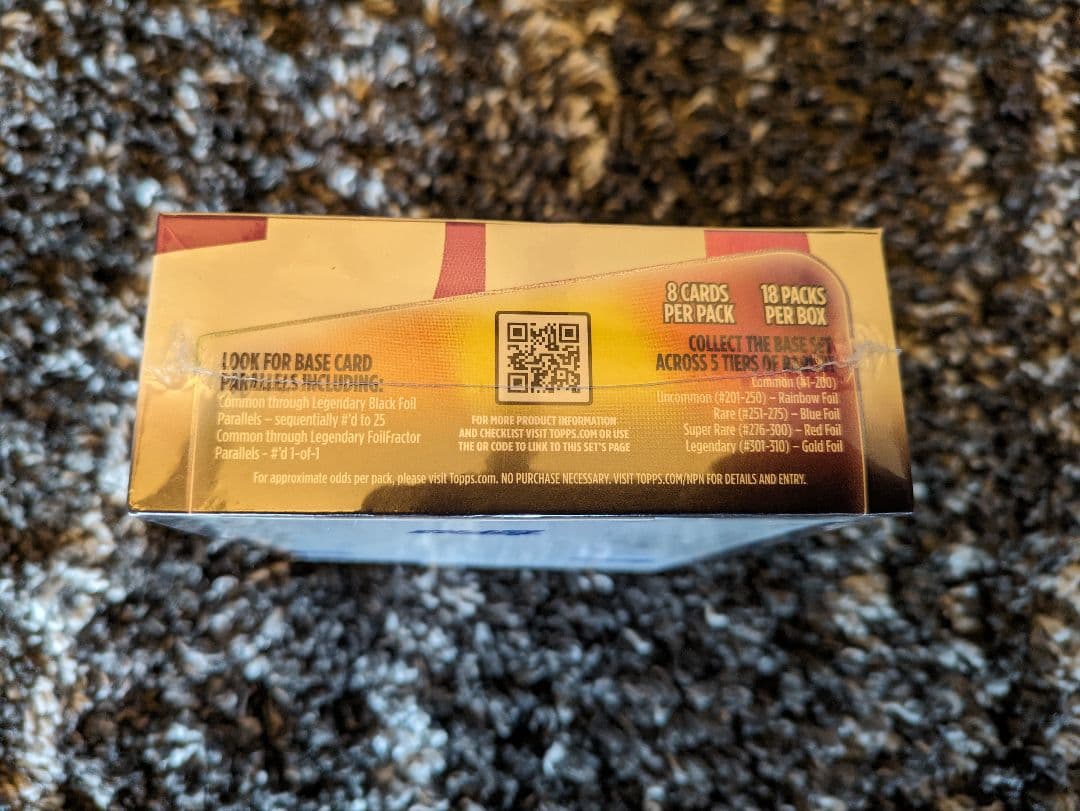 8 CARDS
PER PACK
18 PACKS
PER BOX
LOOK FOR BASE CARD
PARALLELS INCLUDING:
Common through Legendary Black Foil
Parallels – sequentially #'d to 25
Common through Legendary FoilFractor
Parallels - #'d 1-of-1
FOR MORE PRODUCT INFORMATION
AND CHECKLIST VISIT TOPPS.COM OR USE
THE QR CODE TO LINK TO THIS SET'S PAGE
COLLECT THE BASE SET
ACROSS 5 TIERS OF
Common (#1-200)
Uncommon (#201-250) – Rainbow Foil
Rare (#251-275) – Blue Foil
Super Rare (#276-300) – Red Foil
Legendary (#301-310) – Gold Foil
For approximate odds per pack, please visit Topps.com. NO PURCHASE NECESSARY. VISIT TOPPS.COM/NPN FOR DETAILS AND ENTRY.